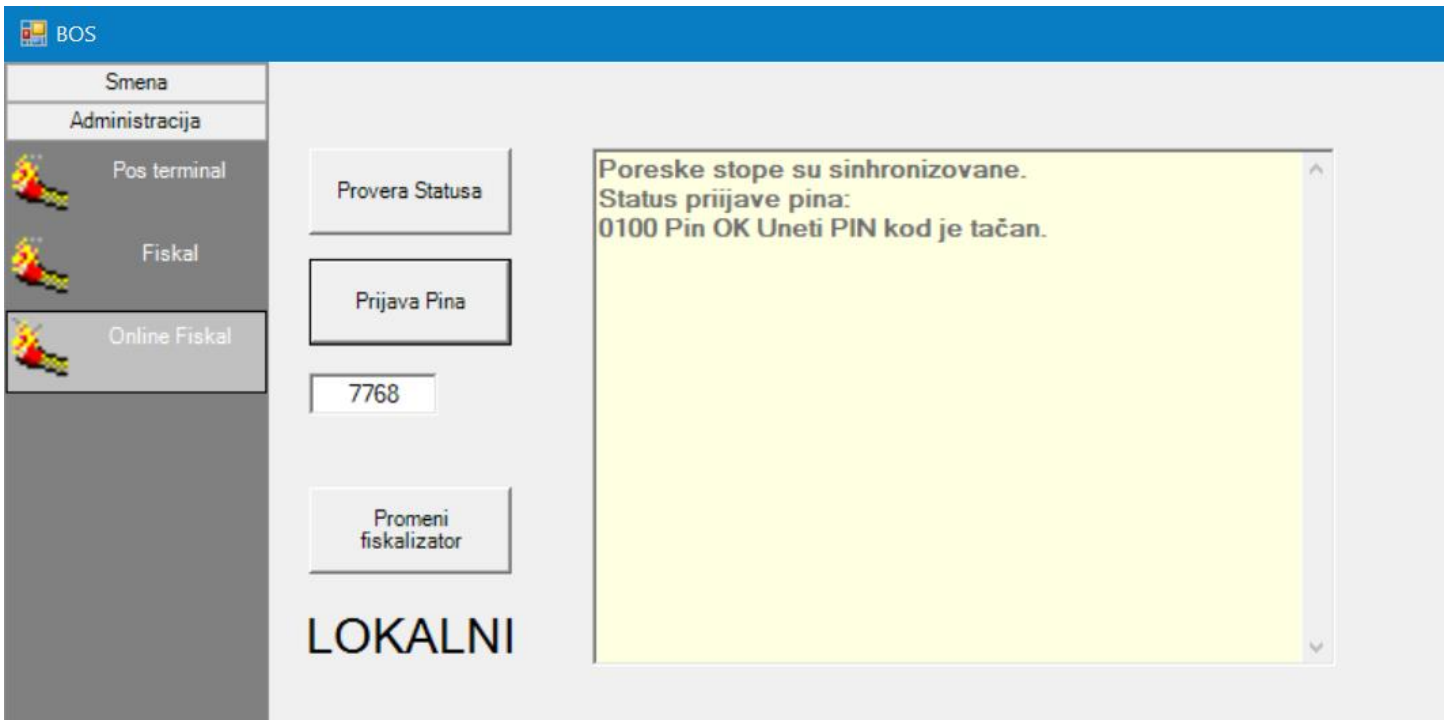 BOS
Smena
Administracija
Pos terminal
Fiskal
Online Fiskal
Provera Statusa
Prijava Pina
7768
Promeni
fiskalizator
LOKALNI
Poreske stope su sinhronizovane.
Status priijave pina:
0100 Pin OK Uneti PIN kod je tačan.